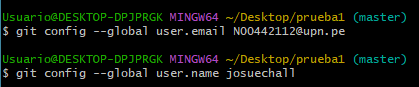 Usuario@DESKTOP-DPJPRGK MINGW64 ~/Desktop/prueba1 (master)
$ git config --global user.email N00442112@upn.pe
Usuario@DESKTOP-DPJPRGK MINGW64 ~/Desktop/prueba1 (master)
$ git config --global user.name josuechall